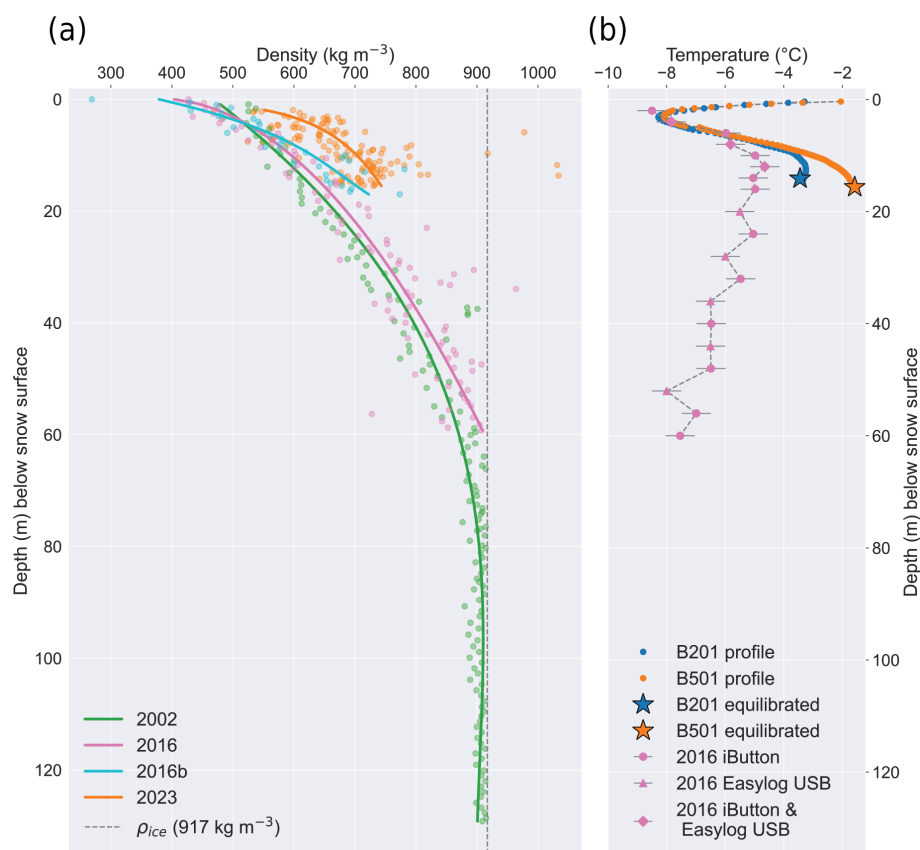 (a)
(b)
Density (kg m⁻³)
300 400 500 600 700 800 900 1000
Temperature (°C)
−10 −8 −6 −4 −2
0
20
40
60
80
100
120
Depth (m) below snow surface
0
20
40
60
80
100
120
Depth (m) below snow surface
2002
2016
2016b
2023
ρice (917 kg m⁻³)
B201 profile
B501 profile
B201 equilibrated
B501 equilibrated
2016 iButton
2016 Easylog USB
2016 iButton &
Easylog USB